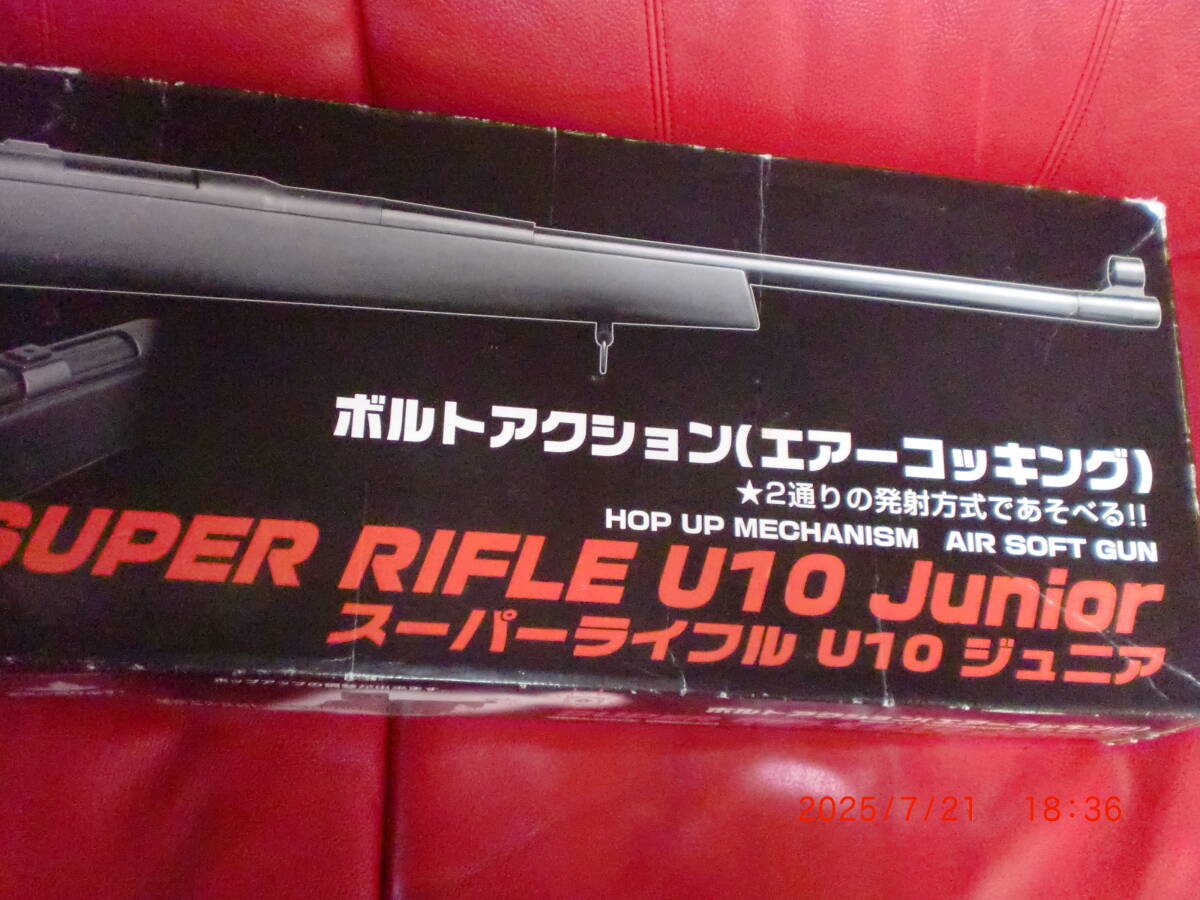 ボルトアクション(エアーコッキング)
★2通りの発射方式であそべる!!
HOP UP MECHANISM AIR SOFT GUN
SUPER RIFLE U10 Junior
スーパーライフル U10 ジュニア
2025/7/21 18:36